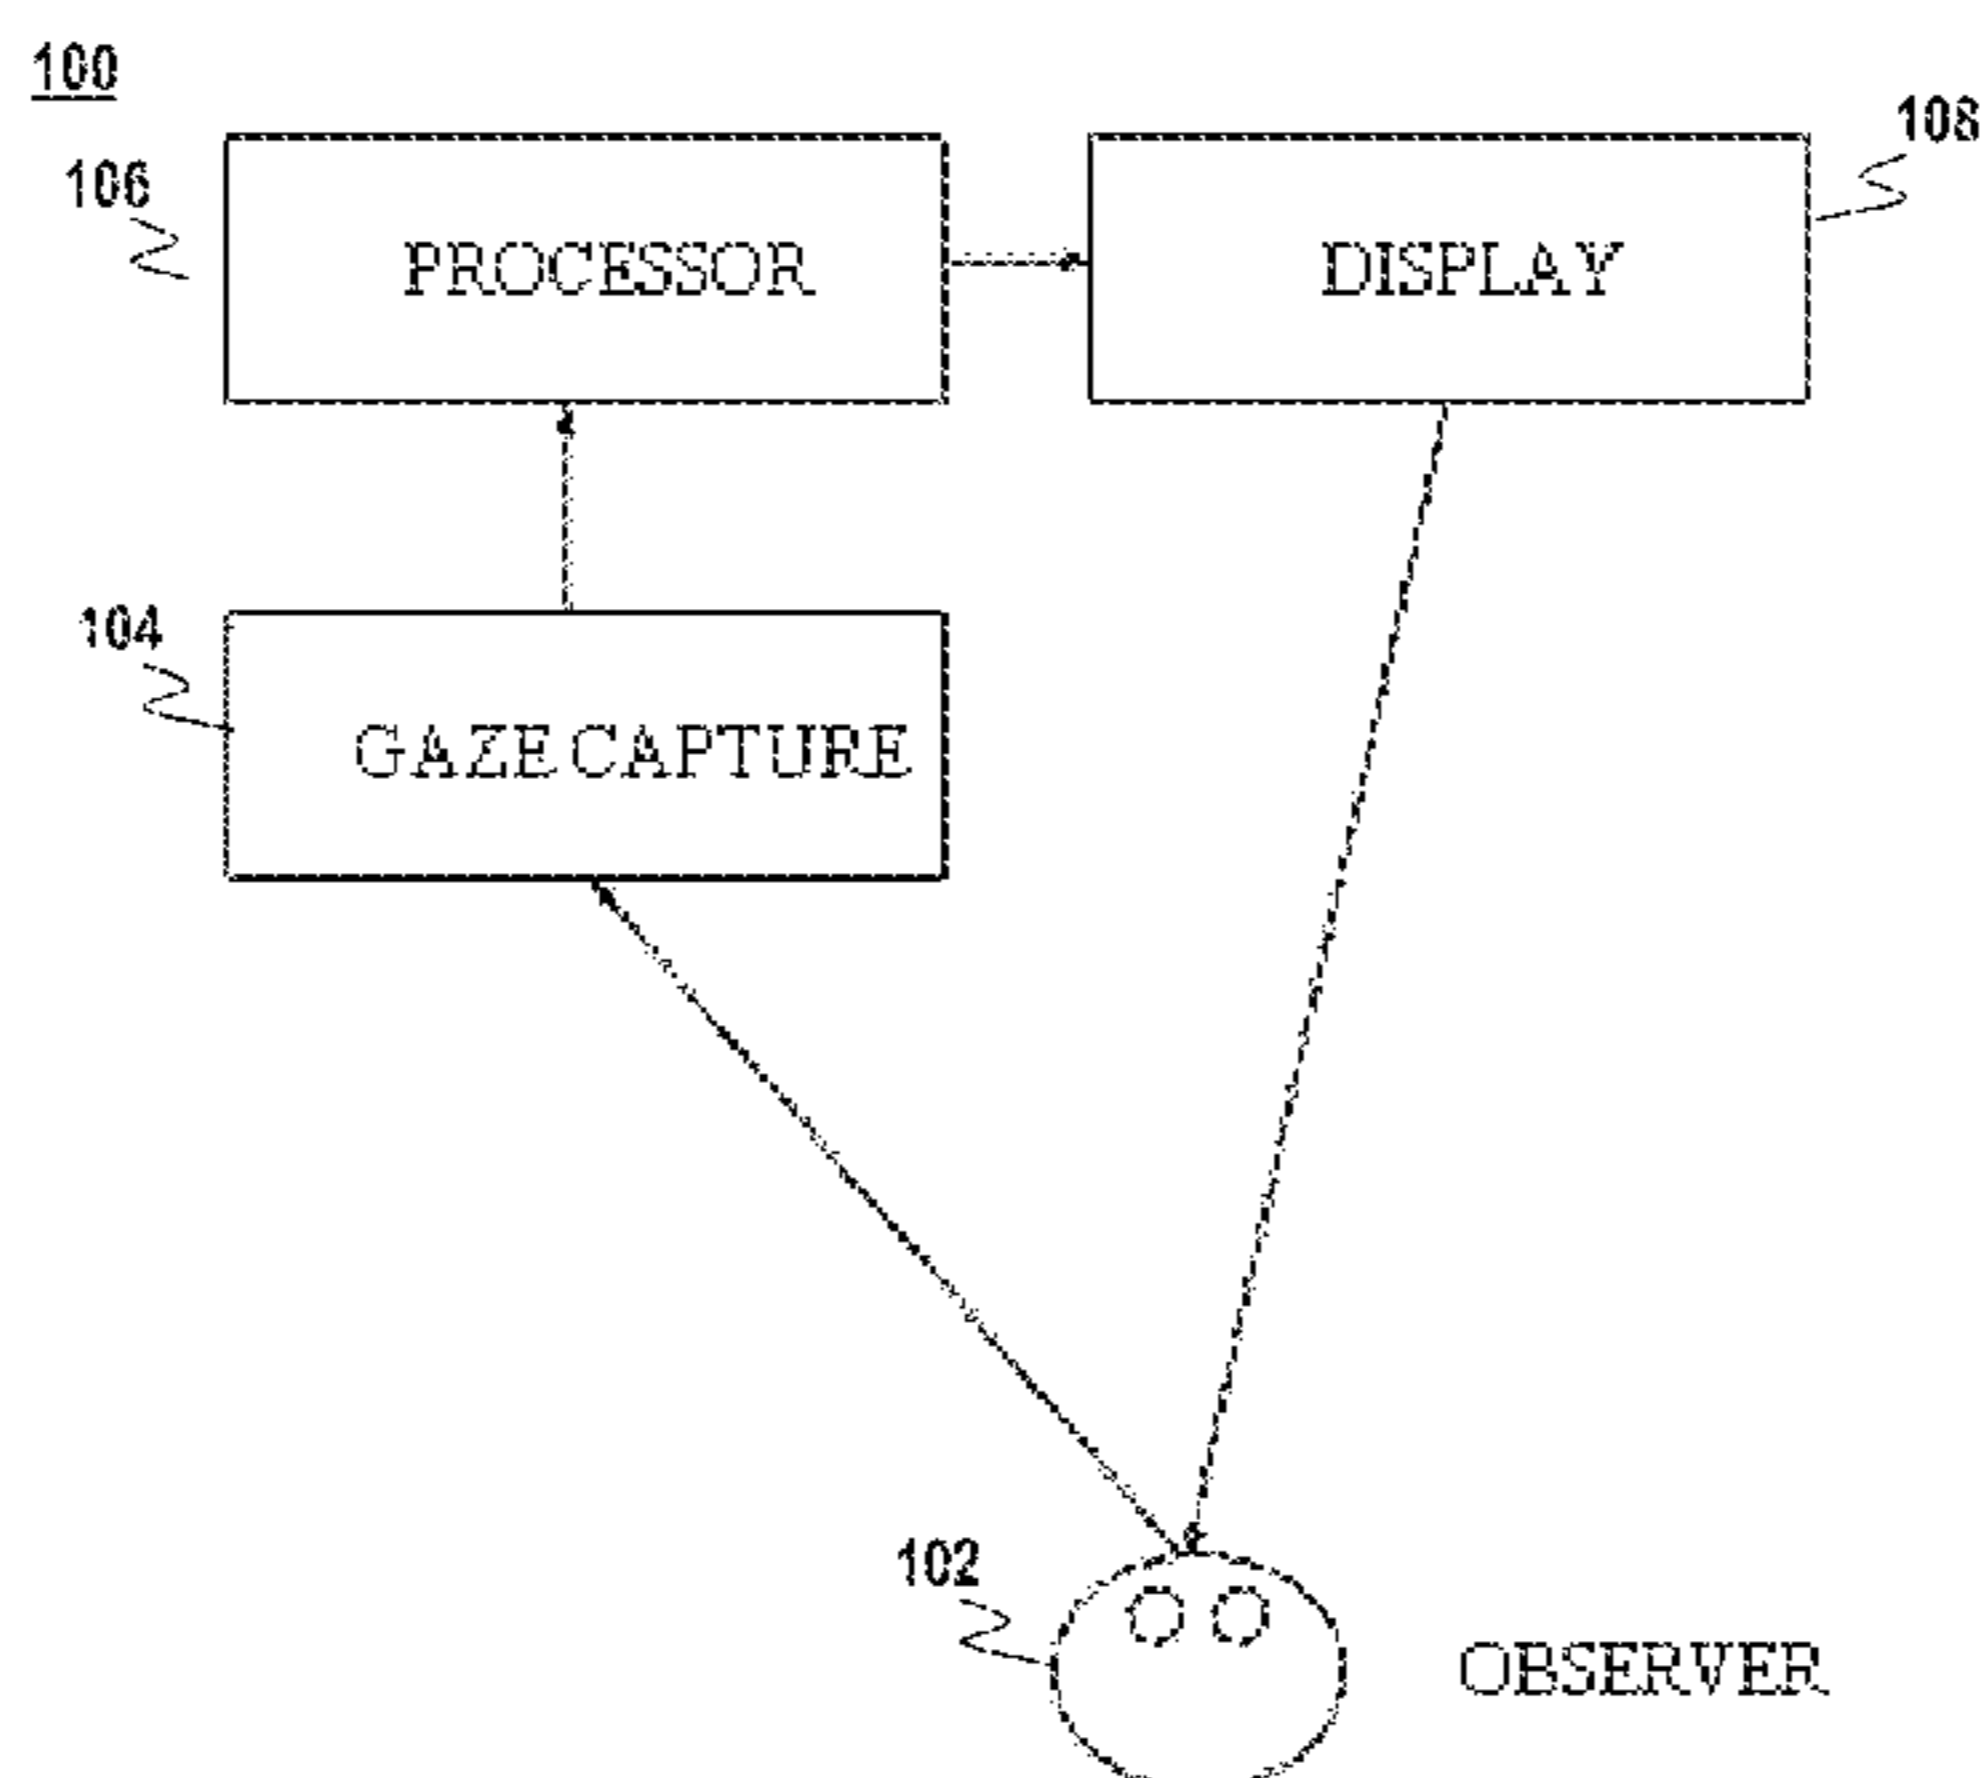 100
106
108
PROCESSOR
DISPLAY
104
GAZE CAPTURE
102
OBSERVER